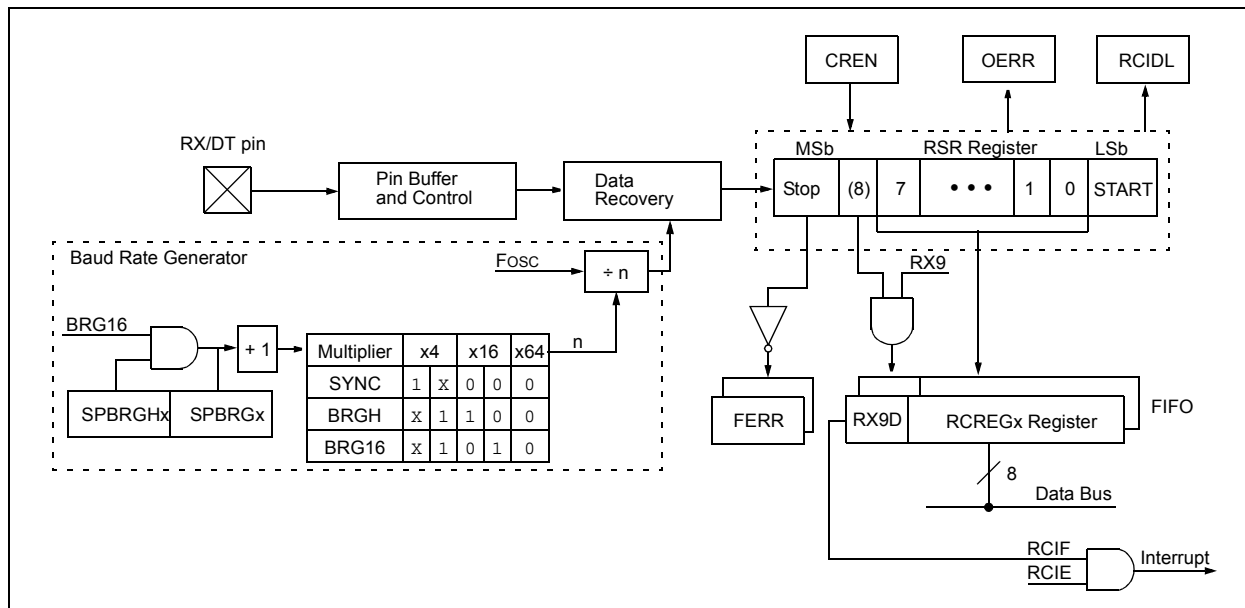 CREN
OERR
RCIDL
RX/DT pin
Pin Buffer
and Control
Data
Recovery
MSb
RSR Register
LSb
Stop (8) 7 • • • 1 0 START
Baud Rate Generator
FOSC
÷ n
RX9
BRG16
+ 1
n
Multiplier x4 x16 x64
SYNC 1 X 0 0 0
BRGH X 1 1 0 0
BRG16 X 1 0 1 0
SPBRGHx SPBRGx
FERR
RX9D
RCREGx Register
FIFO
8
Data Bus
RCIF
RCIE
Interrupt